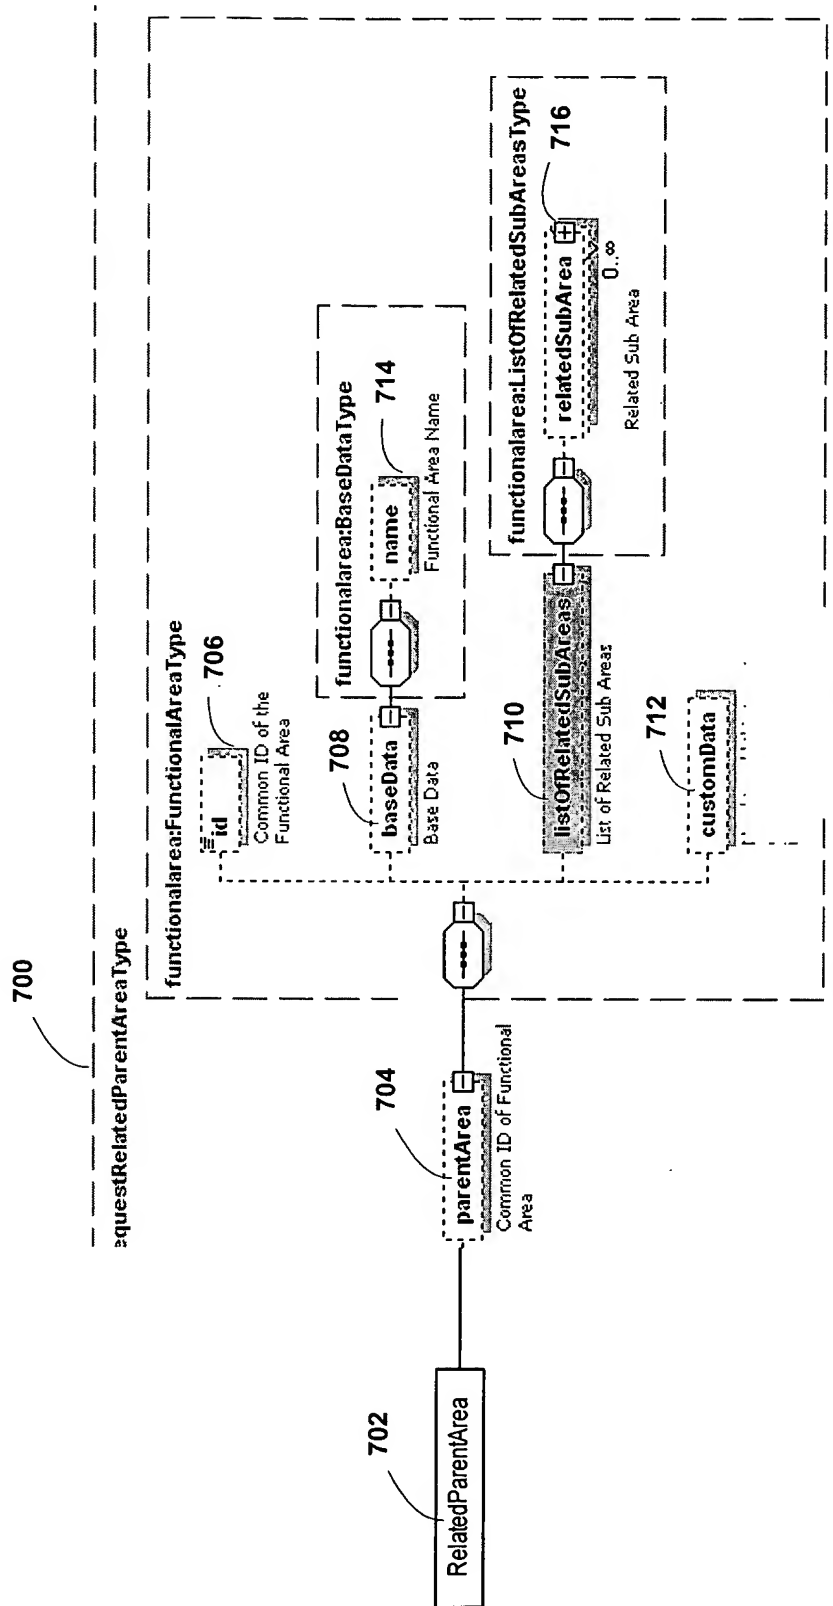 700
equestRelatedParentAreaType
functionalarea:FunctionalAreaType
706
id
Common ID of the
Functional Area
functionalarea:BaseDataType
708
baseData
Base Data
714
name
Functional Area Name
702
RelatedParentArea
704
parentArea
Common ID of Functional
Area
functionalarea:ListOfRelatedSubAreasType
710
listOfRelatedSubAreas
List of Related Sub Areas
716
relatedSubArea
0..∞
Related Sub Area
712
customData